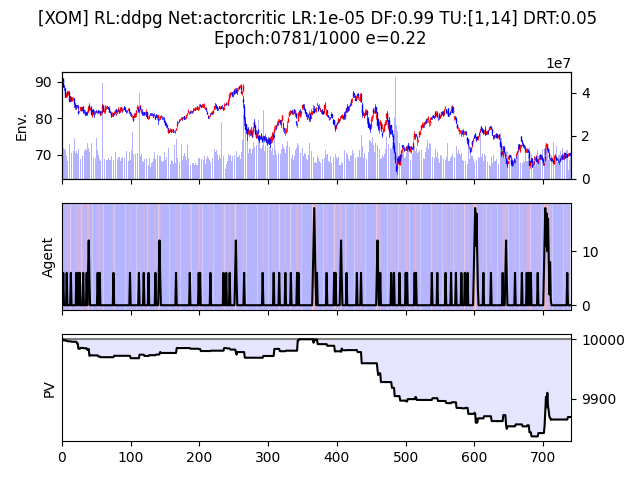 [XOM] RL:ddpg Net:actorcritic LR:1e-05 DF:0.99 TU:[1,14] DRT:0.05
Epoch:0781/1000 e=0.22
1e7
90
80
70
Env.
4
2
0
Agent
10
0
PV
10000
9900
0 100 200 300 400 500 600 700